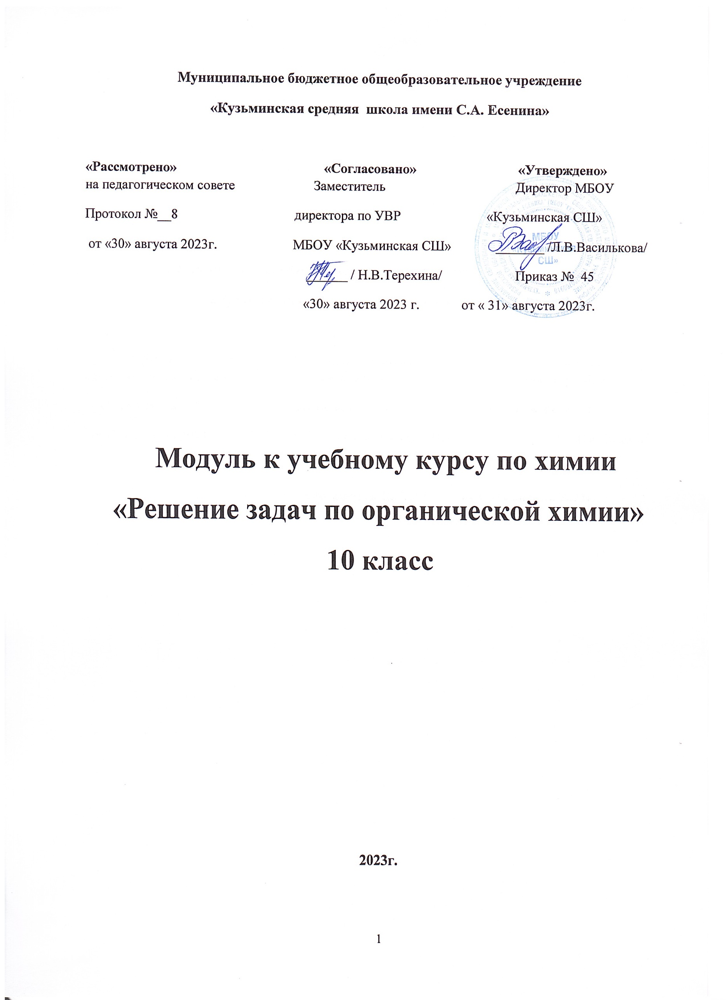 Муниципальное бюджетное общеобразовательное учреждение
«Кузьминская средняя школа имени С.А. Есенина»
«Рассмотрено» «Согласовано» «Утверждено»
на педагогическом совете Заместитель Директор МБОУ
Протокол №__8 директора по УВР «Кузьминская СШ»
от «30» августа 2023г. МБОУ «Кузьминская СШ» /Л.В.Василькова/
/ Н.В.Терехина/ Приказ № 45
«30» августа 2023 г. от « 31» августа 2023г.
МБОУ
СШ»
Модуль к учебному курсу по химии
«Решение задач по органической химии»
10 класс
2023г.
1